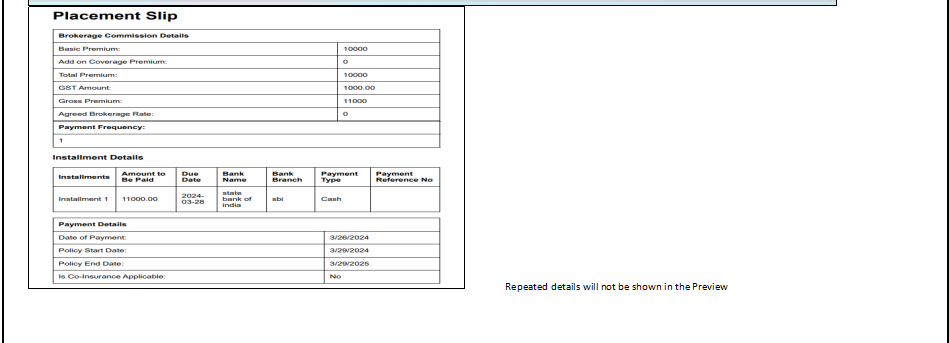 Placement Slip
Brokerage Commission Details
Basic Premium: 10000
Add on Coverage Premium: 0
Total Premium: 10000
GST Amount: 1000.00
Gross Premium: 11000
Agreed Brokerage Rate: 0
Payment Frequency:
1
Installment Details
Installments Amount to Be Paid Due Date Bank Name Bank Branch Payment Type Payment Reference No
Installment 1 11000.00 2024-03-28 state bank of india sbi Cash
Payment Details
Date of Payment: 3/26/2024
Policy Start Date: 3/29/2024
Policy End Date: 3/29/2025
Is Co-Insurance Applicable: No
Repeated details will not be shown in the Preview